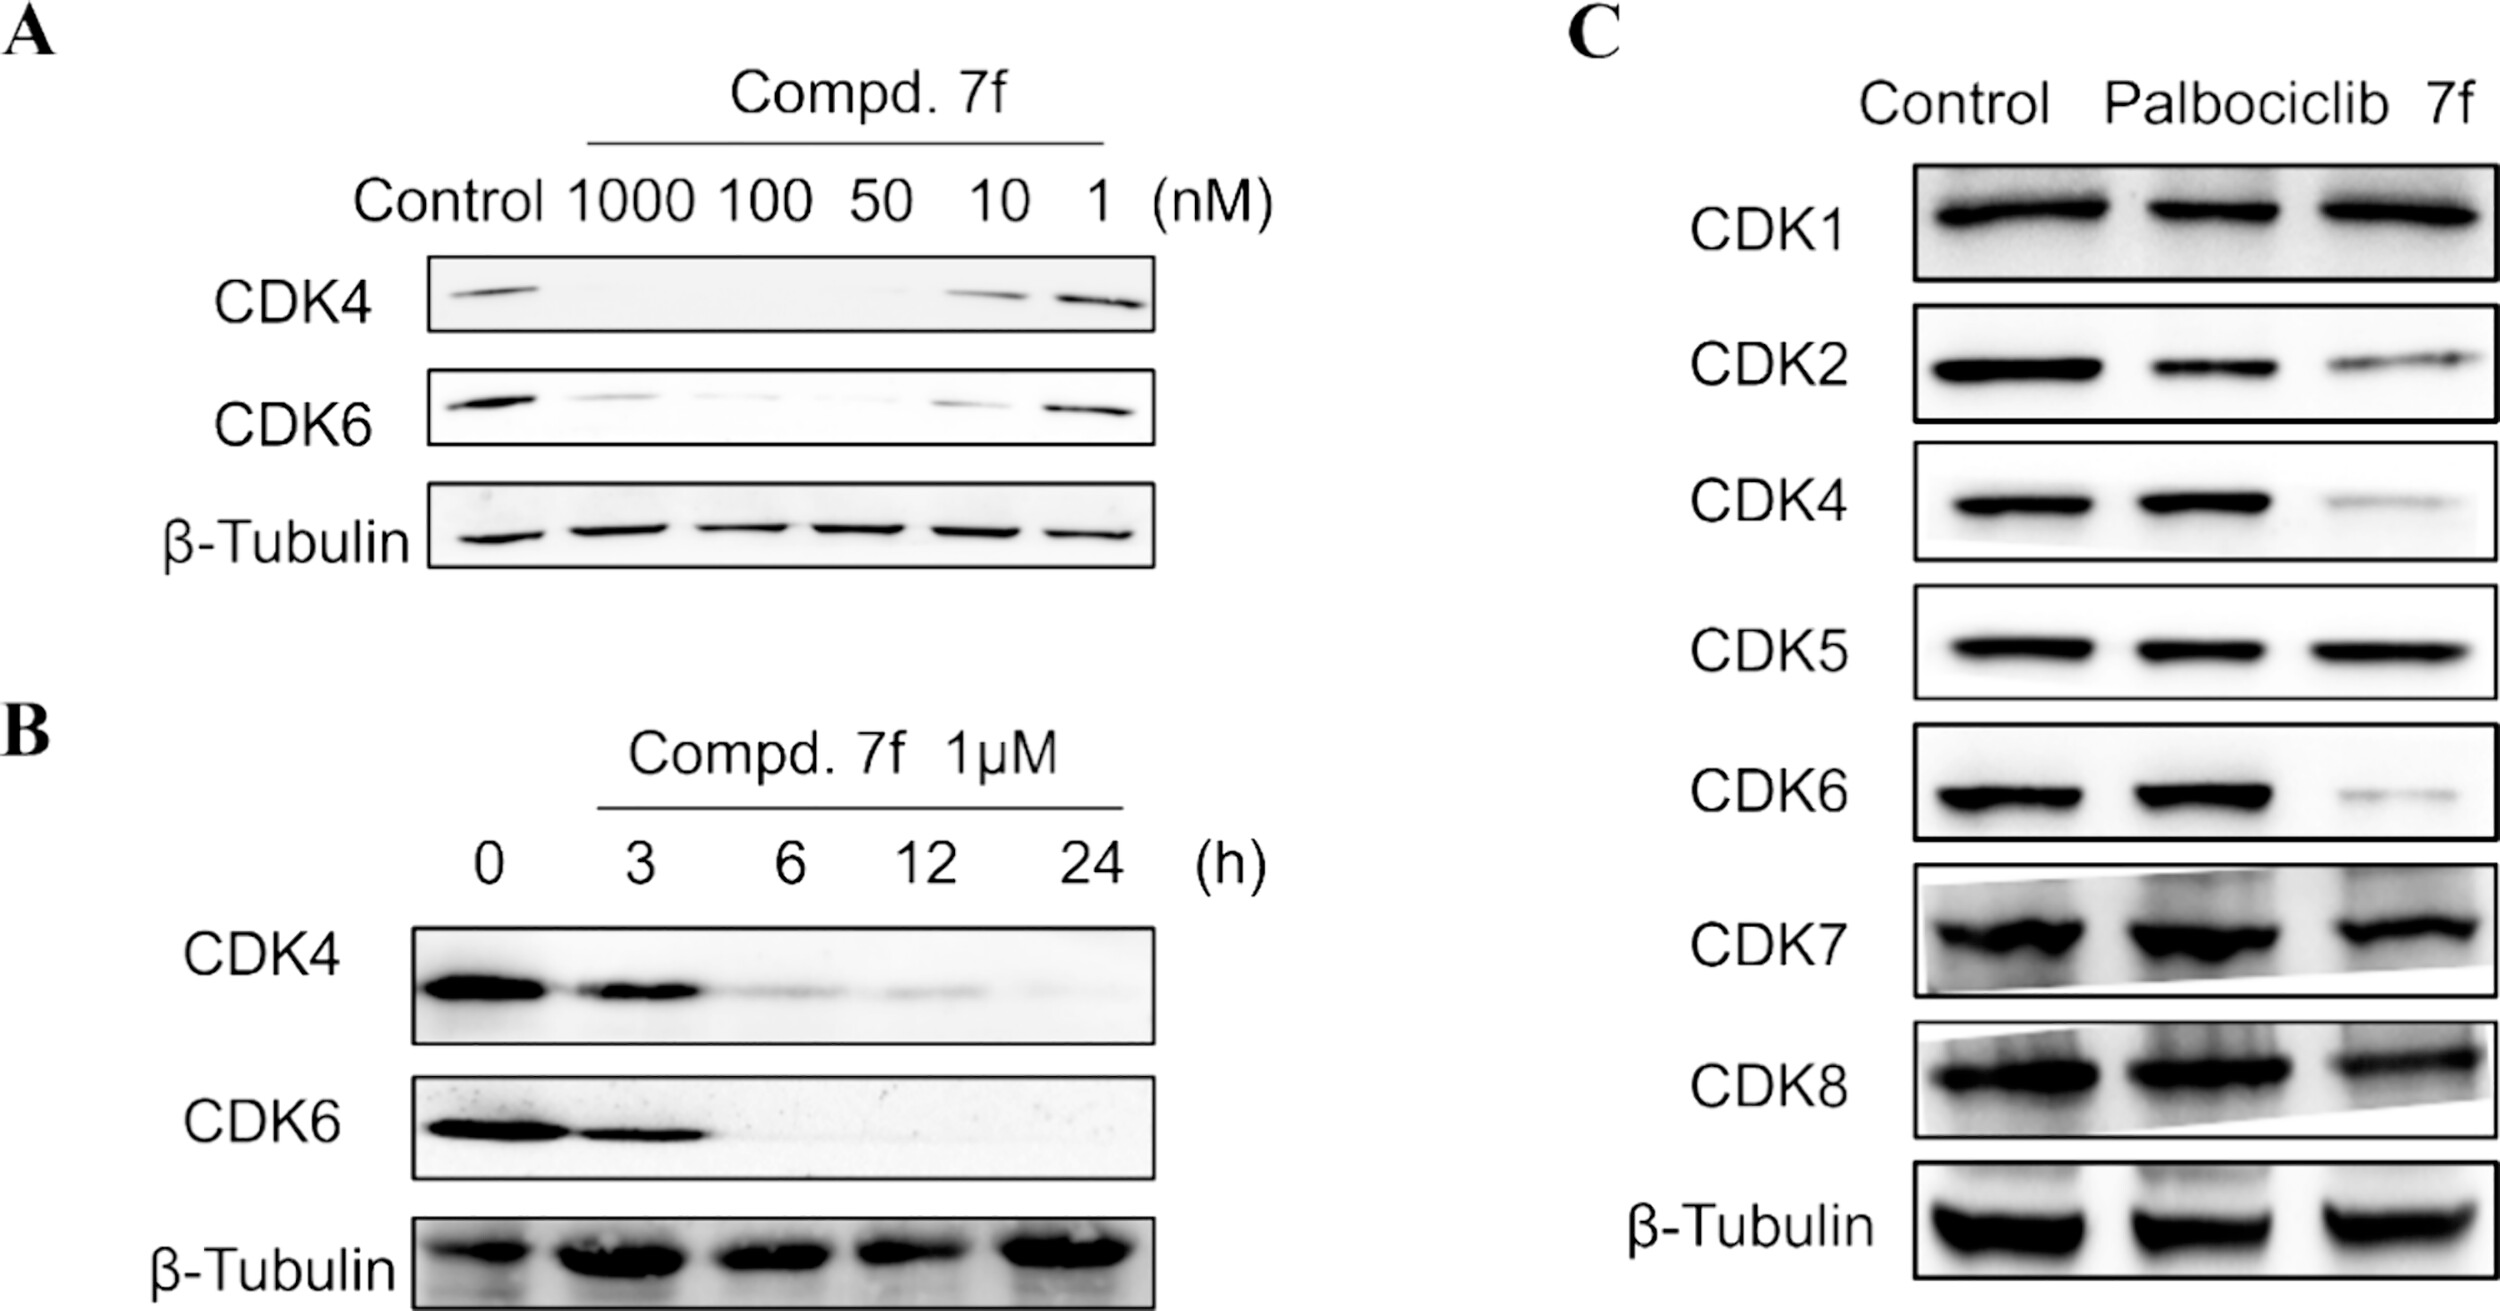 A
Compd. 7f
Control 1000 100 50 10 1 (nM)
CDK4
CDK6
β-Tubulin
B
Compd. 7f 1μM
0 3 6 12 24 (h)
CDK4
CDK6
β-Tubulin
C
Control Palbociclib 7f
CDK1
CDK2
CDK4
CDK5
CDK6
CDK7
CDK8
β-Tubulin